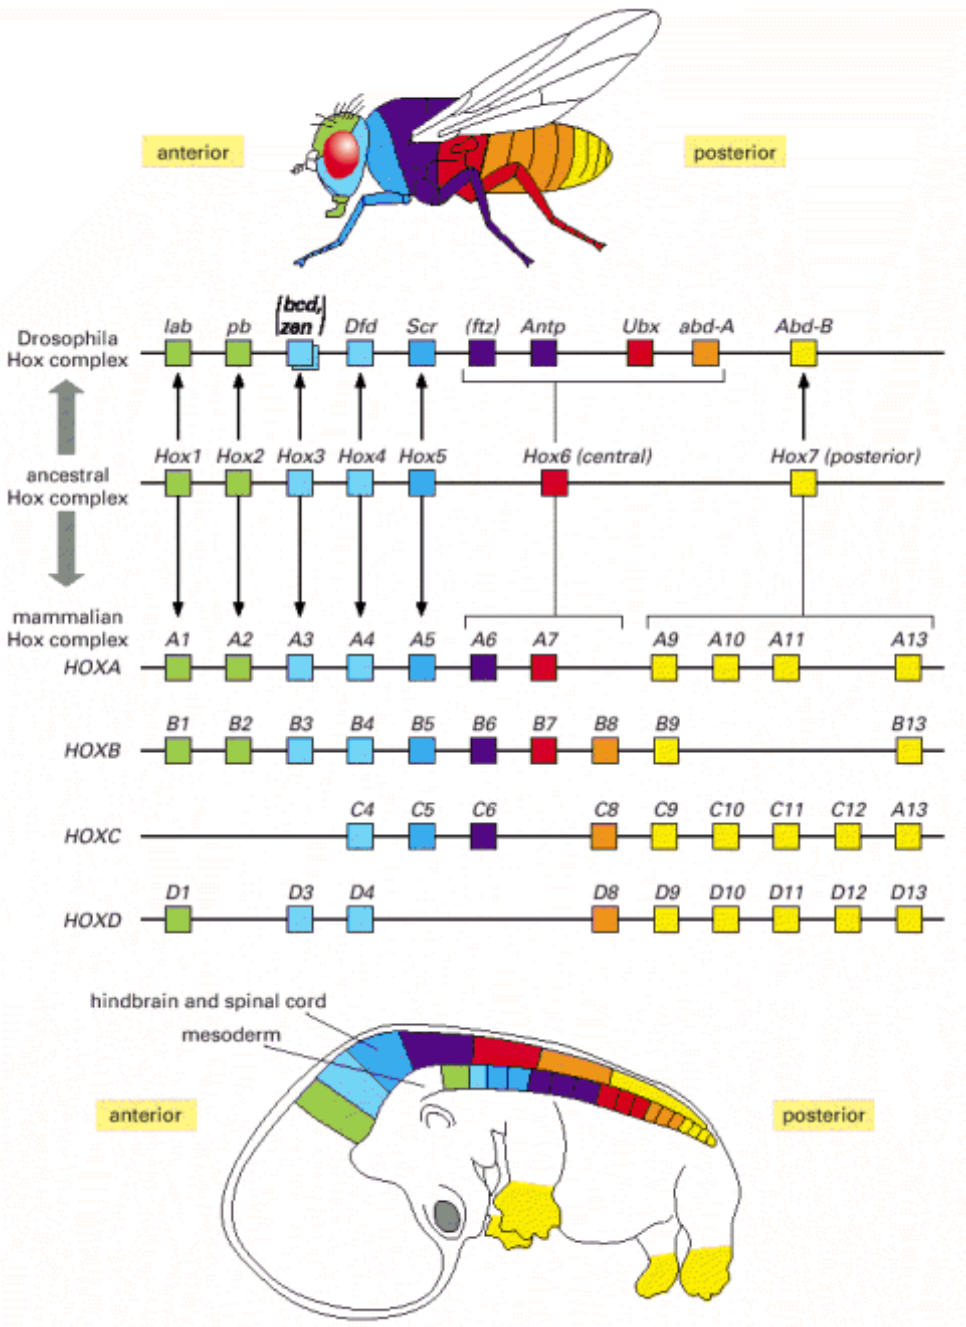 anterior
posterior
(bcd,
zen)
lab pb Dfd Scr (ftz) Antp Ubx abd-A Abd-B
Drosophila
Hox complex
Hox1 Hox2 Hox3 Hox4 Hox5 Hox6 (central) Hox7 (posterior)
ancestral
Hox complex
mammalian
Hox complex
A1 A2 A3 A4 A5 A6 A7 A9 A10 A11 A13
HOXA
B1 B2 B3 B4 B5 B6 B7 B8 B9 B13
HOXB
C4 C5 C6 C8 C9 C10 C11 C12 A13
HOXC
D1 D3 D4 D8 D9 D10 D11 D12 D13
HOXD
hindbrain and spinal cord
mesoderm
anterior
posterior